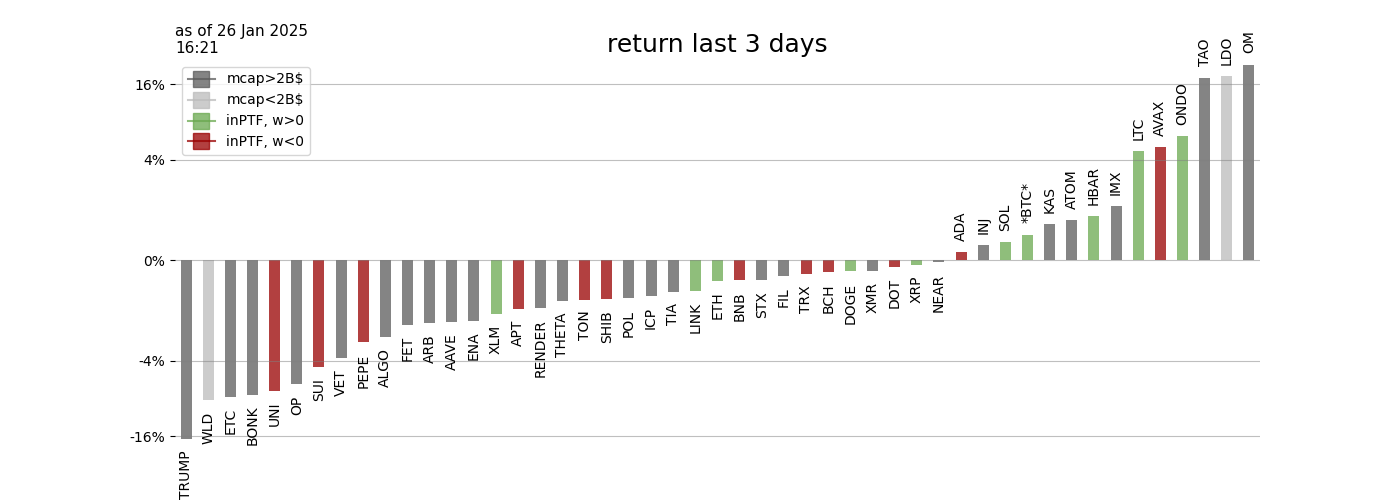 as of 26 Jan 2025
16:21
return last 3 days
mcap>2B$
mcap<2B$
inPTF, w>0
inPTF, w<0
16%
4%
0%
-4%
-16%
TRUMP
WLD
ETC
BONK
UNI
OP
SUI
VET
PEPE
ALGO
FET
ARB
AAVE
ENA
XLM
APT
RENDER
THETA
TON
SHIB
POL
ICP
TIA
LINK
ETH
BNB
STX
FIL
TRX
BCH
DOGE
XMR
DOT
XRP
NEAR
ADA
INJ
SOL
*BTC*
KAS
ATOM
HBAR
IMX
LTC
AVAX
ONDO
TAO
LDO
OM